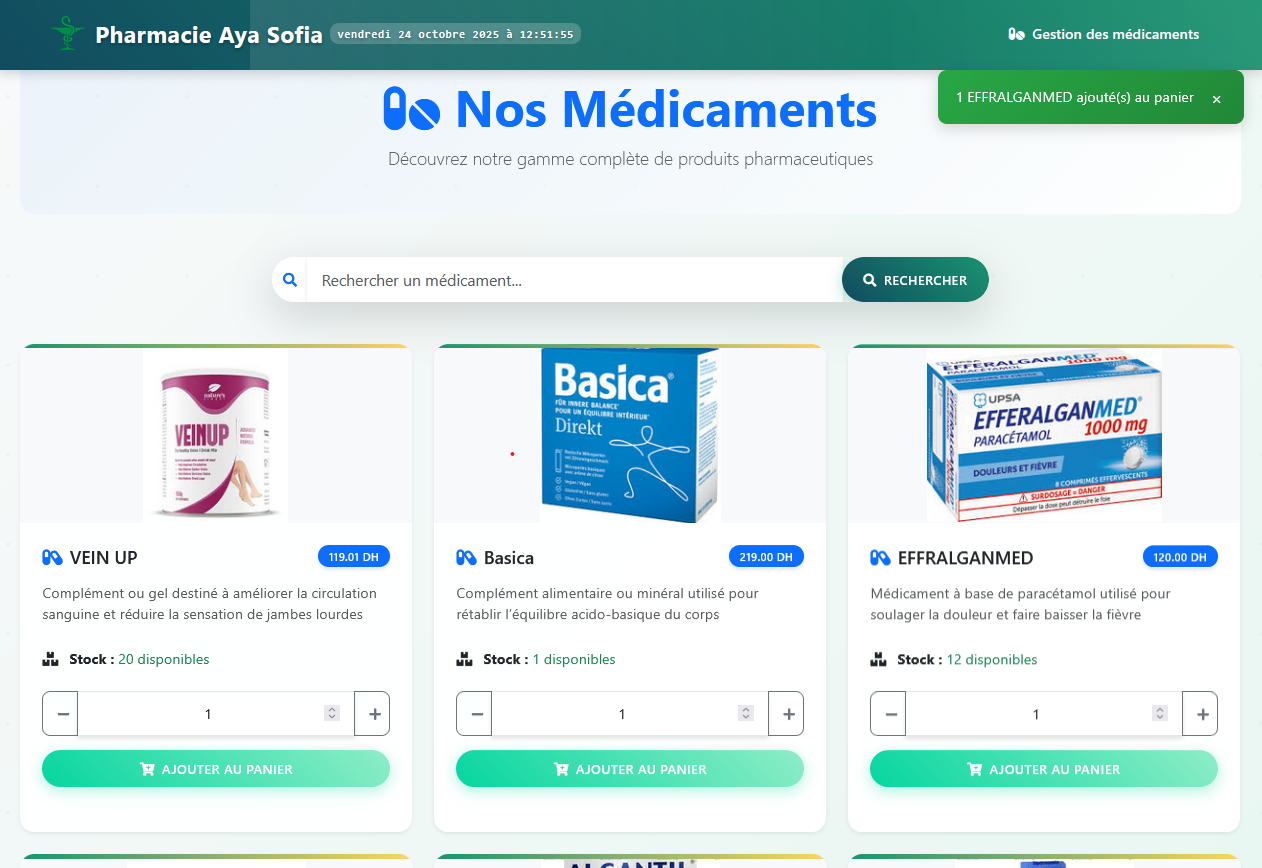 Pharmacie Aya Sofia
vendredi 24 octobre 2025 à 12:51:55
Gestion des médicaments
1 EFFRALGANMED ajouté(s) au panier ×
Nos Médicaments
Découvrez notre gamme complète de produits pharmaceutiques
Rechercher un médicament...
RECHERCHER
nature's
VEINUP
Basica®
FÜR INNERE BALANCE
POUR UN ÉQUILIBRE INTÉRIEUR
Direkt
UPSA
EFFERALGANMED®
PARACÉTAMOL
1000 mg
DOULEURS ET FIÈVRE
8 COMPRIMÉS EFFERVESCENTS
SURDOSAGE = DANGER
Dépasser la dose peut détruire le foie
VEIN UP
119.01 DH
Complément ou gel destiné à améliorer la circulation
sanguine et réduire la sensation de jambes lourdes
Stock : 20 disponibles
− 1 +
AJOUTER AU PANIER
Basica
219.00 DH
Complément alimentaire ou minéral utilisé pour
rétablir l'équilibre acido-basique du corps
Stock : 1 disponibles
− 1 +
AJOUTER AU PANIER
EFFRALGANMED
120.00 DH
Médicament à base de paracétamol utilisé pour
soulager la douleur et faire baisser la fièvre
Stock : 12 disponibles
− 1 +
AJOUTER AU PANIER